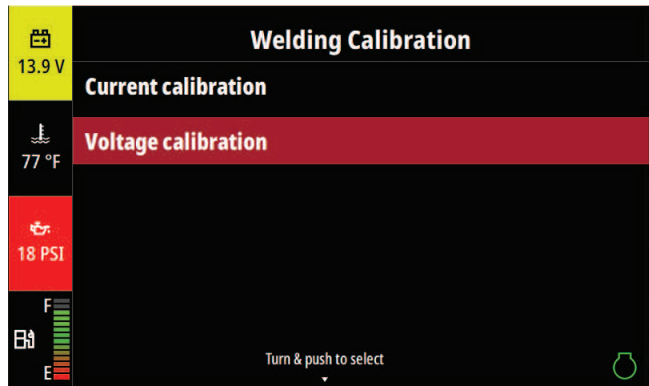 Welding Calibration
13.9 V
Current calibration
Voltage calibration
77 °F
18 PSI
F
E
Turn & push to select